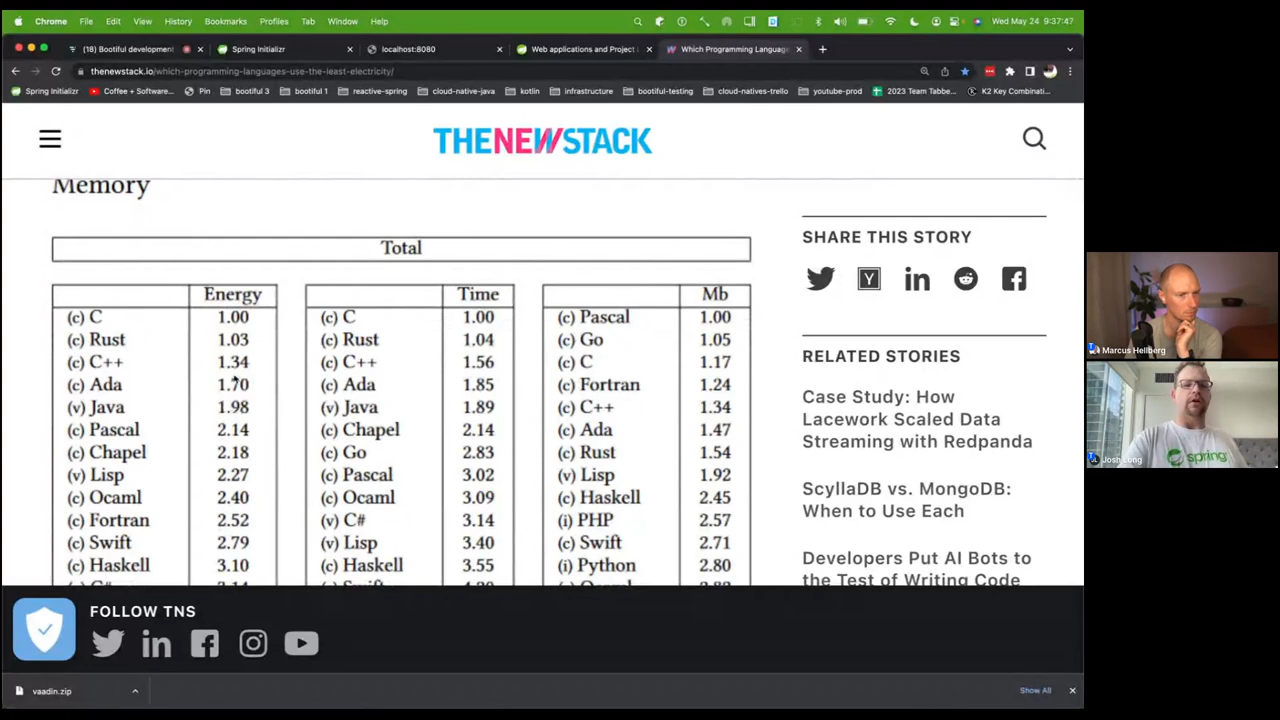 Chrome File Edit View History Bookmarks Profiles Tab Window Help Wed May 24 9:37:47
(18) Bootiful development Spring Initializr localhost:8080 Web applications and Project Which Programming Language
thenewstack.io/which-programming-languages-use-the-least-electricity/
Spring Initializr Coffee + Software... Pin bootiful 3 bootiful 1 reactive-spring cloud-native-java kotlin infrastructure bootiful-testing cloud-natives-trello youtube-prod 2023 Team Tabbe... K2 Key Combinati...
THENEWSTACK
Memory
Total
Energy Time Mb
(c) C 1.00 (c) C 1.00 (c) Pascal 1.00
(c) Rust 1.03 (c) Rust 1.04 (c) Go 1.05
(c) C++ 1.34 (c) C++ 1.56 (c) C 1.17
(c) Ada 1.70 (c) Ada 1.85 (c) Fortran 1.24
(v) Java 1.98 (v) Java 1.89 (c) C++ 1.34
(c) Pascal 2.14 (c) Chapel 2.14 (c) Ada 1.47
(c) Chapel 2.18 (c) Go 2.83 (c) Rust 1.54
(v) Lisp 2.27 (c) Pascal 3.02 (v) Lisp 1.92
(c) Ocaml 2.40 (c) Ocaml 3.09 (c) Haskell 2.45
(c) Fortran 2.52 (v) C# 3.14 (i) PHP 2.57
(c) Swift 2.79 (v) Lisp 3.40 (c) Swift 2.71
(c) Haskell 3.10 (c) Haskell 3.55 (i) Python 2.80
SHARE THIS STORY
RELATED STORIES
Case Study: How
Lacework Scaled Data
Streaming with Redpanda
ScyllaDB vs. MongoDB:
When to Use Each
Developers Put AI Bots to
the Test of Writing Code
FOLLOW TNS
vaadin.zip
Show All
Marcus Hellberg
spring
Josh Long